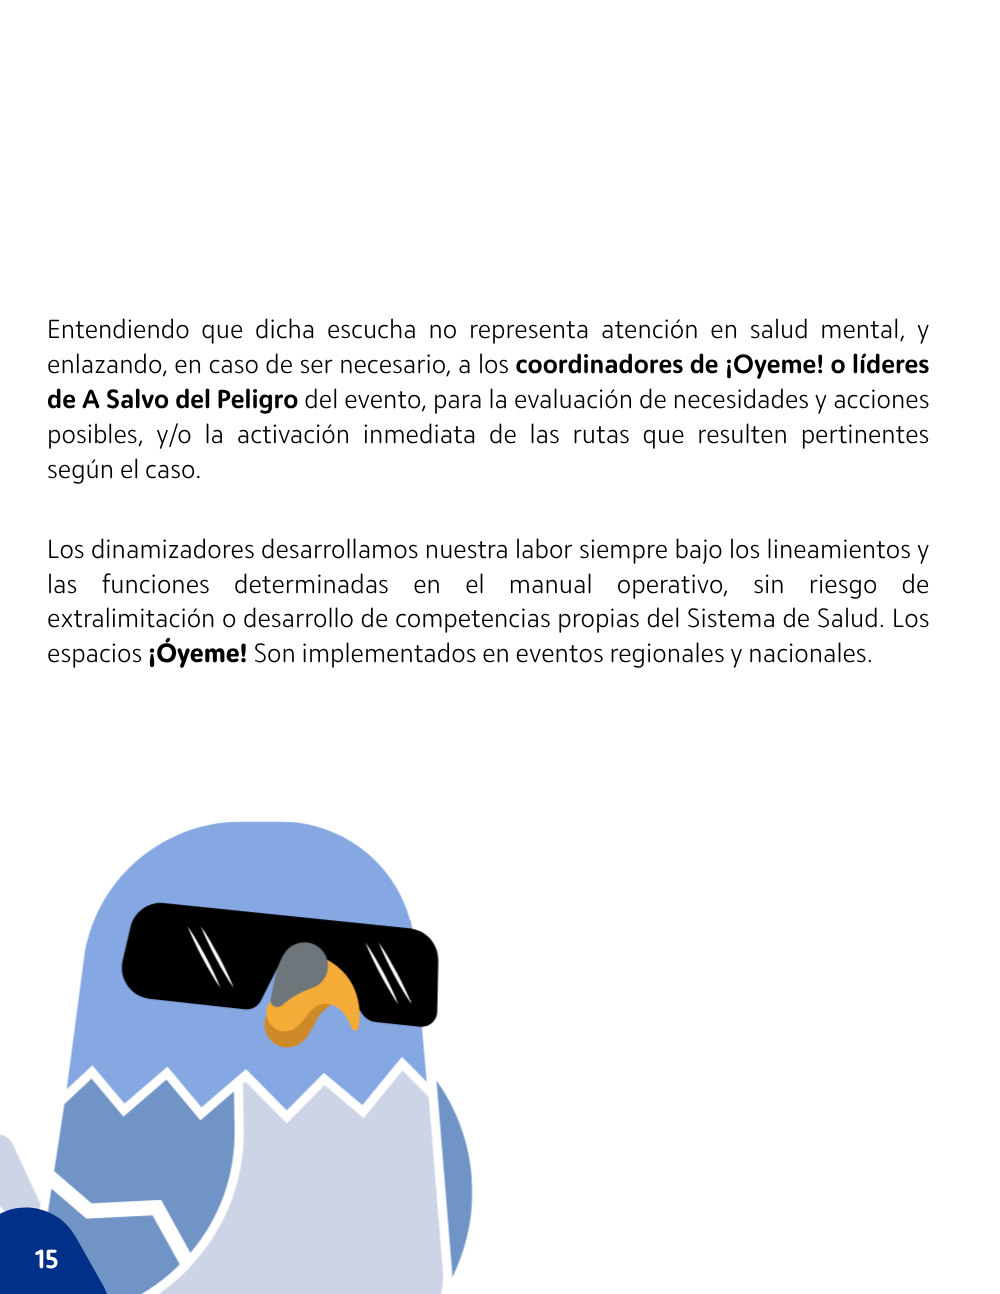 Entendiendo que dicha escucha no representa atención en salud mental, y
enlazando, en caso de ser necesario, a los coordinadores de ¡Oyeme! o líderes
de A Salvo del Peligro del evento, para la evaluación de necesidades y acciones
posibles, y/o la activación inmediata de las rutas que resulten pertinentes
según el caso.
Los dinamizadores desarrollamos nuestra labor siempre bajo los lineamientos y
las funciones determinadas en el manual operativo, sin riesgo de
extralimitación o desarrollo de competencias propias del Sistema de Salud. Los
espacios ¡Óyeme! Son implementados en eventos regionales y nacionales.
15